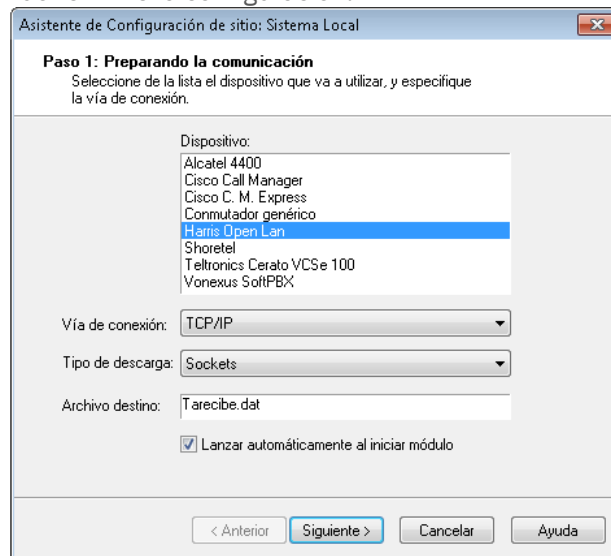 Asistente de Configuración de sitio: Sistema Local
Paso 1: Preparando la comunicación
Seleccione de la lista el dispositivo que va a utilizar, y especifique
la vía de conexión.
Dispositivo:
Alcatel 4400
Cisco Call Manager
Cisco C. M. Express
Conmutador genérico
Harris Open Lan
Shoretel
Teltronics Cerato VCSe 100
Vonexus SoftPBX
Vía de conexión: TCP/IP
Tipo de descarga: Sockets
Archivo destino: Tarecibe.dat
Lanzar automáticamente al iniciar módulo
< Anterior Siguiente > Cancelar Ayuda